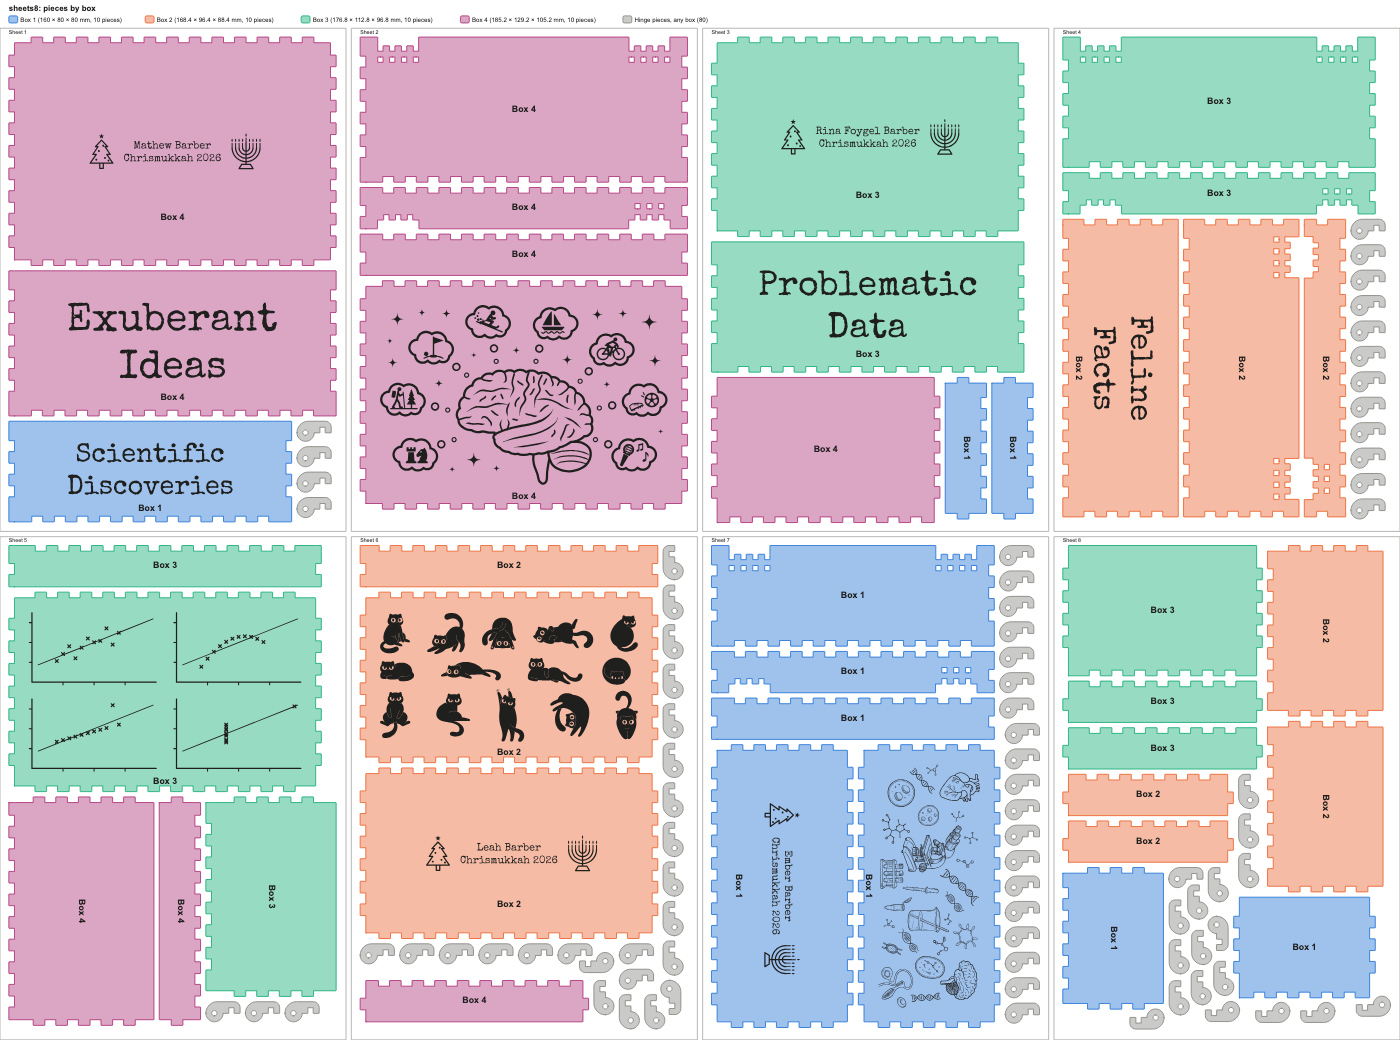 sheets8: pieces by box
Box 1 (160 × 80 × 80 mm, 10 pieces)
Box 2 (168.4 × 96.4 × 88.4 mm, 10 pieces)
Box 3 (176.8 × 112.8 × 96.8 mm, 10 pieces)
Box 4 (185.2 × 129.2 × 105.2 mm, 10 pieces)
Hinge pieces, any box (80)
Sheet 1
Mathew Barber
Chrismukkah 2026
Box 4
Exuberant
Ideas
Box 4
Scientific
Discoveries
Box 1
Sheet 2
Box 4
Box 4
Box 4
Box 4
Sheet 3
Rina Foygel Barber
Chrismukkah 2026
Box 3
Problematic
Data
Box 3
Box 4
Box 1
Box 1
Sheet 4
Box 3
Box 3
Feline
Facts
Box 2
Box 2
Box 2
Sheet 5
Box 3
Box 3
Box 4
Box 4
Box 3
Sheet 6
Box 2
Box 2
Leah Barber
Chrismukkah 2026
Box 2
Box 4
Sheet 7
Box 1
Box 1
Box 1
Ember Barber
Chrismukkah 2026
Box 1
Box 1
Sheet 8
Box 3
Box 2
Box 3
Box 3
Box 2
Box 2
Box 2
Box 1
Box 1